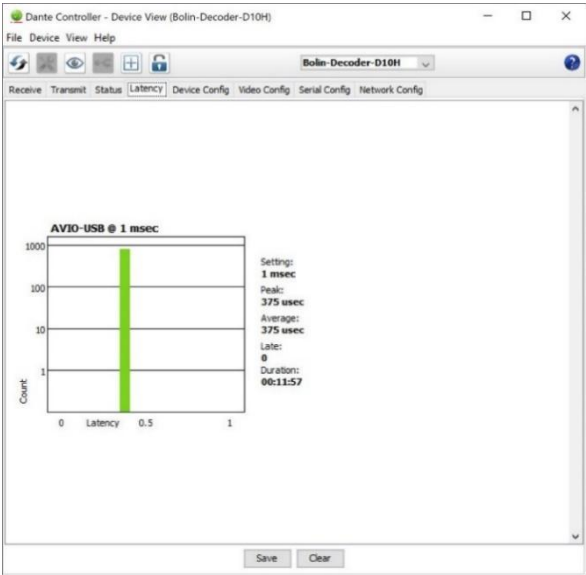 Dante Controller - Device View (Bolin-Decoder-D10H)
File Device View Help
Bolin-Decoder-D10H
Receive Transmit Status Latency Device Config Video Config Serial Config Network Config
AVIO-USB @ 1 msec
1000
100
10
1
Count
0 Latency 0.5 1
Setting:
1 msec
Peak:
375 usec
Average:
375 usec
Late:
0
Duration:
00:11:57
Save Clear